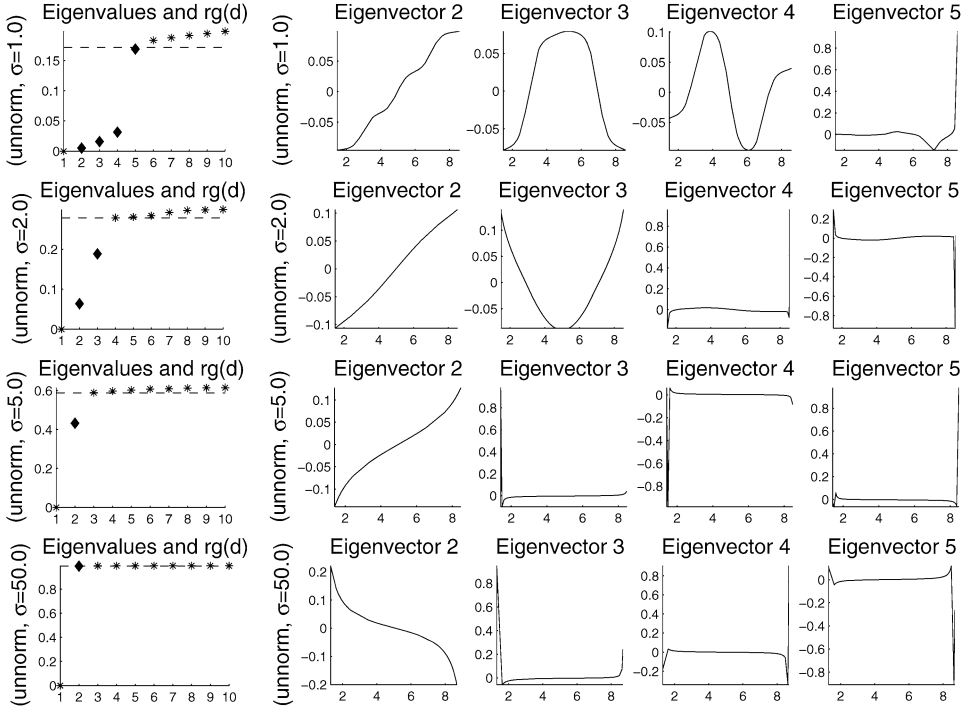 Eigenvalues and rg(d) Eigenvector 2 Eigenvector 3 Eigenvector 4 Eigenvector 5
(unnorm, σ=1.0)
0.15
0.1
0.05
0
1 2 3 4 5 6 7 8 9 10
(unnorm, σ=1.0)
0.05
0
−0.05
2 4 6 8
0.05
0
−0.05
2 4 6 8
0.1
0.05
0
−0.05
2 4 6 8
0.8
0.6
0.4
0.2
0
2 4 6 8
Eigenvalues and rg(d) Eigenvector 2 Eigenvector 3 Eigenvector 4 Eigenvector 5
(unnorm, σ=2.0)
0.2
0.1
0
1 2 3 4 5 6 7 8 9 10
(unnorm, σ=2.0)
0.1
0.05
0
−0.05
−0.1
2 4 6 8
0.1
0.05
0
−0.05
2 4 6 8
0.8
0.6
0.4
0.2
0
2 4 6 8
0.2
0
−0.2
−0.4
−0.6
−0.8
2 4 6 8
Eigenvalues and rg(d) Eigenvector 2 Eigenvector 3 Eigenvector 4 Eigenvector 5
(unnorm, σ=5.0)
0.6
0.4
0.2
0
1 2 3 4 5 6 7 8 9 10
(unnorm, σ=5.0)
0.1
0.05
0
−0.05
−0.1
2 4 6 8
0.8
0.6
0.4
0.2
0
2 4 6 8
0
−0.2
−0.4
−0.6
−0.8
2 4 6 8
0.8
0.6
0.4
0.2
0
2 4 6 8
Eigenvalues and rg(d) Eigenvector 2 Eigenvector 3 Eigenvector 4 Eigenvector 5
(unnorm, σ=50.0)
0.8
0.6
0.4
0.2
0
1 2 3 4 5 6 7 8 9 10
(unnorm, σ=50.0)
0.2
0.1
0
−0.1
−0.2
2 4 6 8
0.8
0.6
0.4
0.2
0
2 4 6 8
0.8
0.6
0.4
0.2
0
−0.2
2 4 6 8
0
−0.2
−0.4
−0.6
−0.8
2 4 6 8